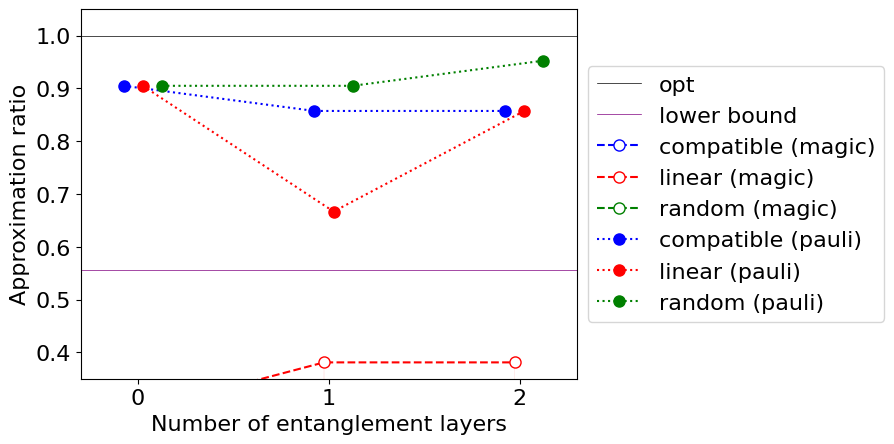 1.0
0.9
0.8
0.7
0.6
0.5
0.4
Approximation ratio
0
1
2
Number of entanglement layers
opt
lower bound
compatible (magic)
linear (magic)
random (magic)
compatible (pauli)
linear (pauli)
random (pauli)